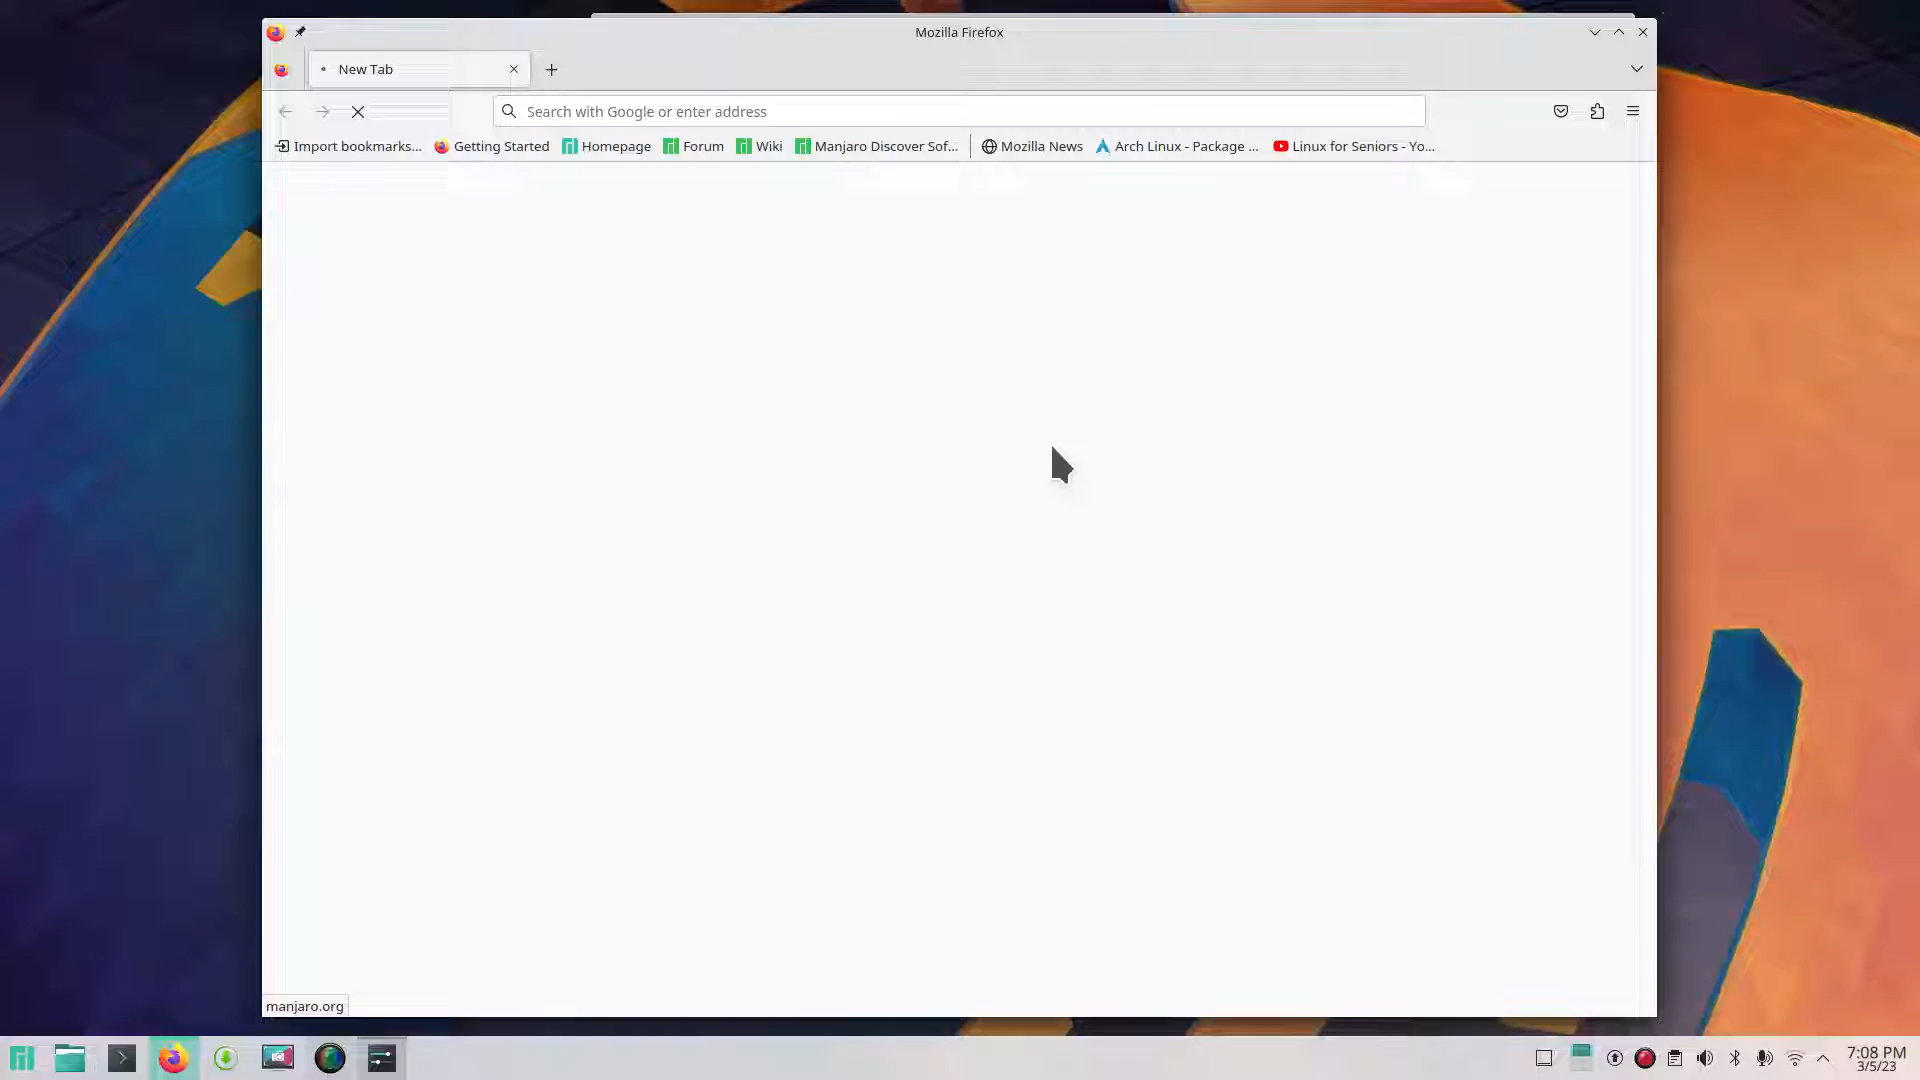 Mozilla Firefox
New Tab
Search with Google or enter address
Import bookmarks... Getting Started Homepage Forum Wiki Manjaro Discover Sof... Mozilla News Arch Linux - Package ... Linux for Seniors - Yo...
manjaro.org
7:08 PM
3/5/23